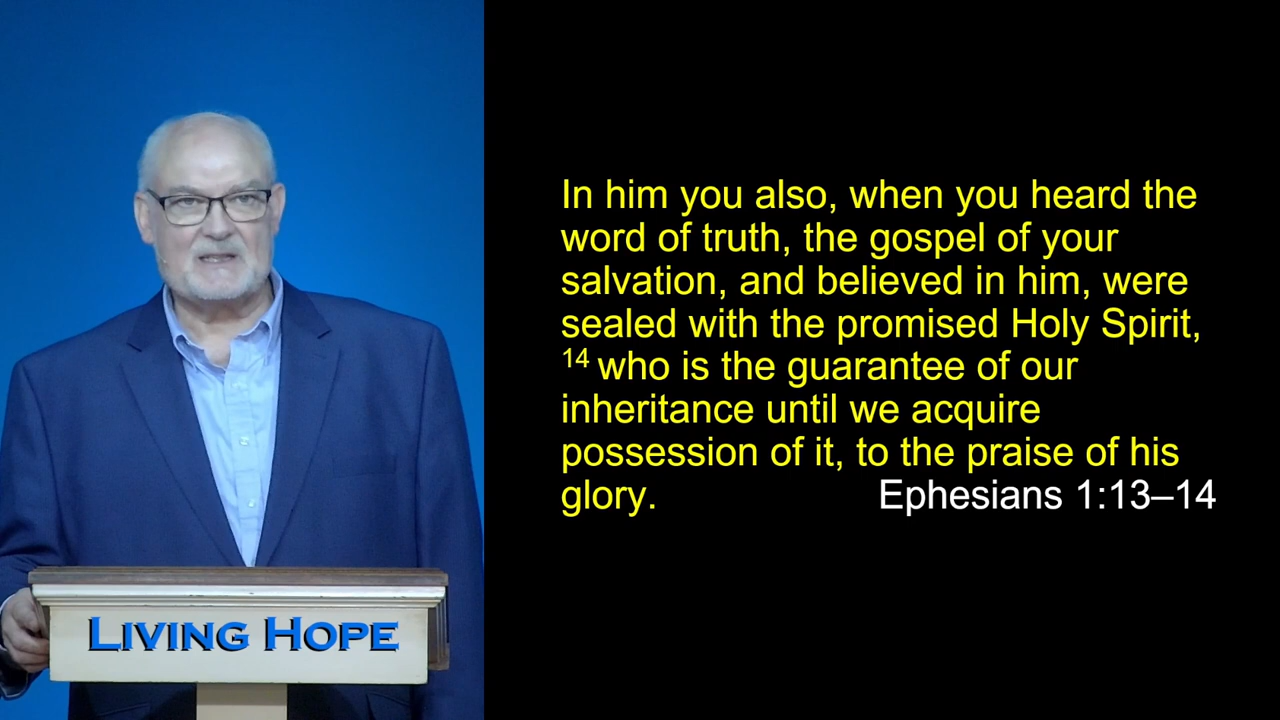 In him you also, when you heard the
word of truth, the gospel of your
salvation, and believed in him, were
sealed with the promised Holy Spirit,
14 who is the guarantee of our
inheritance until we acquire
possession of it, to the praise of his
glory. Ephesians 1:13–14
LIVING HOPE